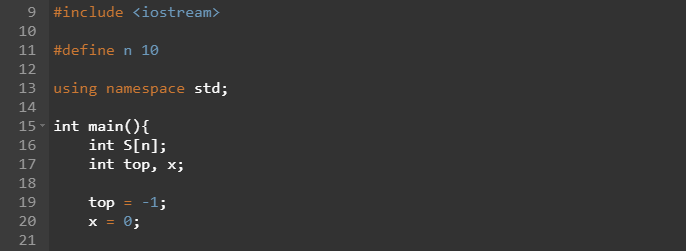 9 #include <iostream>
10
11 #define n 10
12
13 using namespace std;
14
15 int main(){
16     int S[n];
17     int top, x;
18
19     top = -1;
20     x = 0;
21